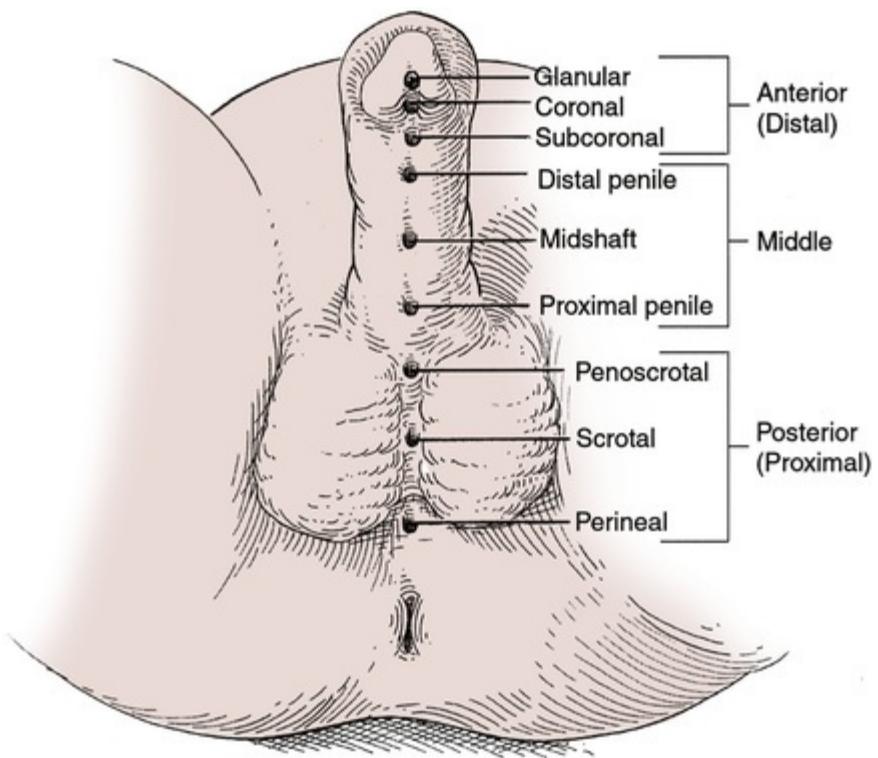 Glanular
Coronal
Subcoronal
Anterior
(Distal)
Distal penile
Midshaft
Proximal penile
Middle
Penoscrotal
Scrotal
Perineal
Posterior
(Proximal)